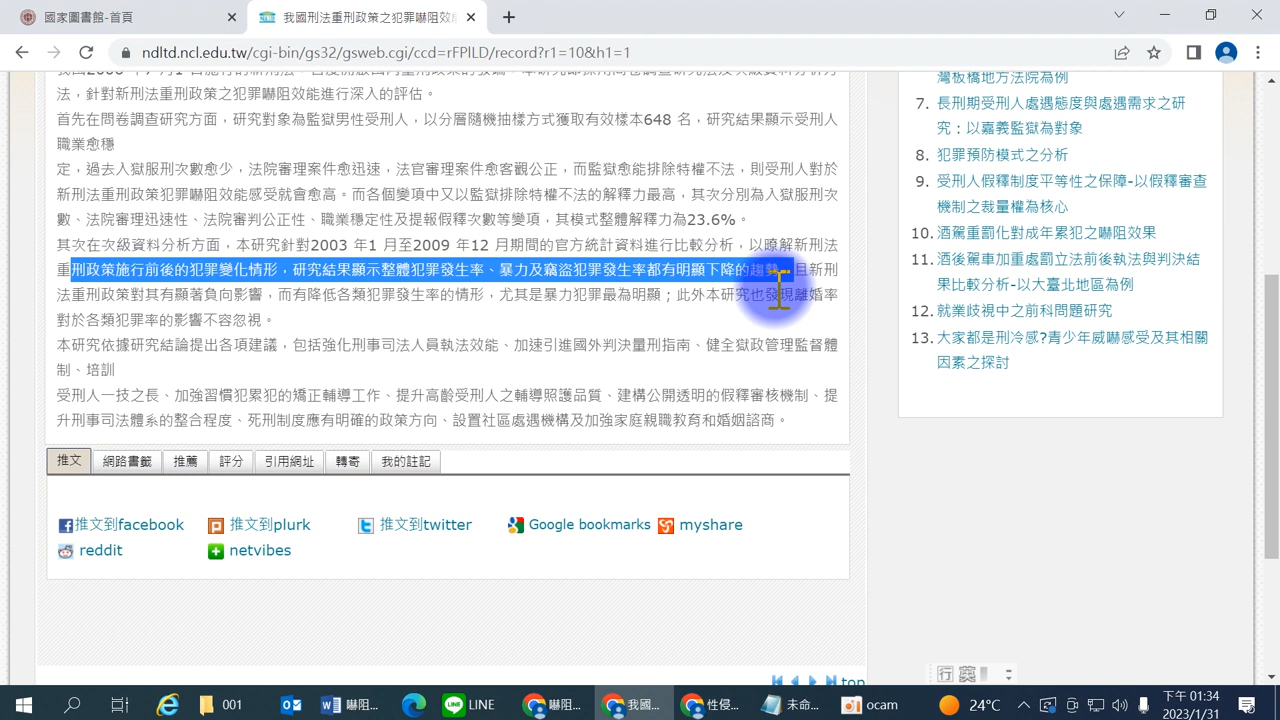 國家圖書館-首頁
我國刑法重刑政策之犯罪嚇阻效
ndltd.ncl.edu.tw/cgi-bin/gs32/gsweb.cgi/ccd=rFPlLD/record?r1=10&h1=1
法，針對新刑法重刑政策之犯罪嚇阻效能進行深入的評估。
首先在問卷調查研究方面，研究對象為監獄男性受刑人，以分層隨機抽樣方式獲取有效樣本648 名，研究結果顯示受刑人
職業愈穩
定，過去入獄服刑次數愈少，法院審理案件愈迅速，法官審理案件愈客觀公正，而監獄愈能排除特權不法，則受刑人對於
新刑法重刑政策犯罪嚇阻效能感受就會愈高。而各個變項中又以監獄排除特權不法的解釋力最高，其次分別為入獄服刑次
數、法院審理迅速性、法院審判公正性、職業穩定性及提報假釋次數等變項，其模式整體解釋力為23.6%。
其次在次級資料分析方面，本研究針對2003 年1 月至2009 年12 月期間的官方統計資料進行比較分析，以瞭解新刑法
重刑政策施行前後的犯罪變化情形，研究結果顯示整體犯罪發生率、暴力及竊盜犯罪發生率都有明顯下降的趨勢，且新刑
法重刑政策對其有顯著負向影響，而有降低各類犯罪發生率的情形，尤其是暴力犯罪最為明顯；此外本研究也發現離婚率
對於各類犯罪率的影響不容忽視。
本研究依據研究結論提出各項建議，包括強化刑事司法人員執法效能、加速引進國外判決量刑指南、健全獄政管理監督體
制、培訓
受刑人一技之長、加強習慣犯累犯的矯正輔導工作、提升高齡受刑人之輔導照護品質、建構公開透明的假釋審核機制、提
升刑事司法體系的整合程度、死刑制度應有明確的政策方向、設置社區處遇機構及加強家庭親職教育和婚姻諮商。
灣板橋地方法院為例
7. 長刑期受刑人處遇態度與處遇需求之研
究：以嘉義監獄為對象
8. 犯罪預防模式之分析
9. 受刑人假釋制度平等性之保障-以假釋審查
機制之裁量權為核心
10. 酒駕重罰化對成年累犯之嚇阻效果
11. 酒後駕車加重處罰立法前後執法與判決結
果比較分析-以大臺北地區為例
12. 就業歧視中之前科問題研究
13. 大家都是刑冷感?青少年威嚇感受及其相關
因素之探討
推文 網路書籤 推薦 評分 引用網址 轉寄 我的註記
推文到facebook 推文到plurk 推文到twitter Google bookmarks myshare
reddit netvibes
top
行 英
001 嚇阻... LINE 嚇阻... 我國... 性侵... 未命... ocam 24°C
下午 01:34
2023/1/31